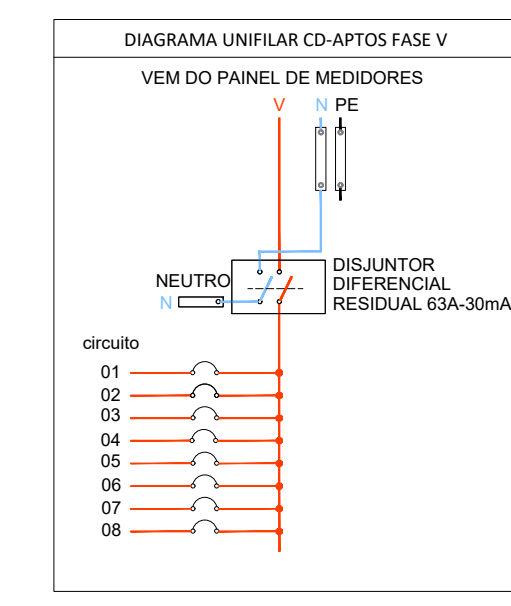 DIAGRAMA UNIFILAR CD-APTOS FASE V
VEM DO PAINEL DE MEDIDORES
V N PE
DISJUNTOR
DIFERENCIAL
RESIDUAL 63A-30mA
NEUTRO
N
circuito
01
02
03
04
05
06
07
08